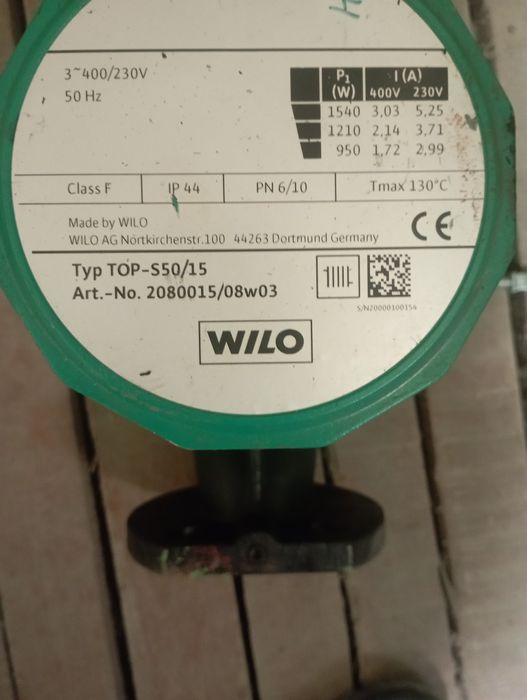 3~400/230V
50 Hz
P1 (W) I (A)
400V 230V
1540 3,03 5,25
1210 2,14 3,71
950 1,72 2,99
Class F IP 44 PN 6/10 Tmax 130°C
Made by WILO
WILO AG Nortkirchenstr.100 44263 Dortmund Germany
CE
Typ TOP-S50/15
Art.-No. 2080015/08w03
S/N20000100154
WILO